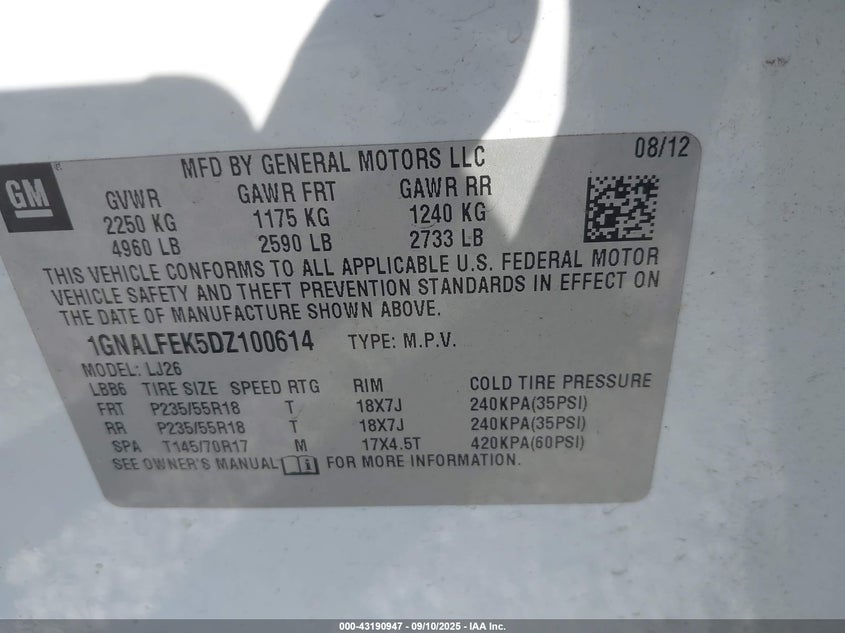 GM
MFD BY GENERAL MOTORS LLC 08/12
GVWR GAWR FRT GAWR RR
2250 KG 1175 KG 1240 KG
4960 LB 2590 LB 2733 LB
THIS VEHICLE CONFORMS TO ALL APPLICABLE U.S. FEDERAL MOTOR
VEHICLE SAFETY AND THEFT PREVENTION STANDARDS IN EFFECT ON
THE DATE OF MANUFACTURE SHOWN ABOVE.
1GNALFEK5DZ100614 TYPE: M.P.V.
MODEL: LJ26
LBB6 TIRE SIZE SPEED RTG RIM COLD TIRE PRESSURE
FRT P235/55R18 T 18X7J 240KPA(35PSI)
RR P235/55R18 T 18X7J 240KPA(35PSI)
SPA T145/70R17 M 17X4.5T 420KPA(60PSI)
SEE OWNER'S MANUAL i FOR MORE INFORMATION.
000-43190947 - 09/10/2025 - IAA Inc.